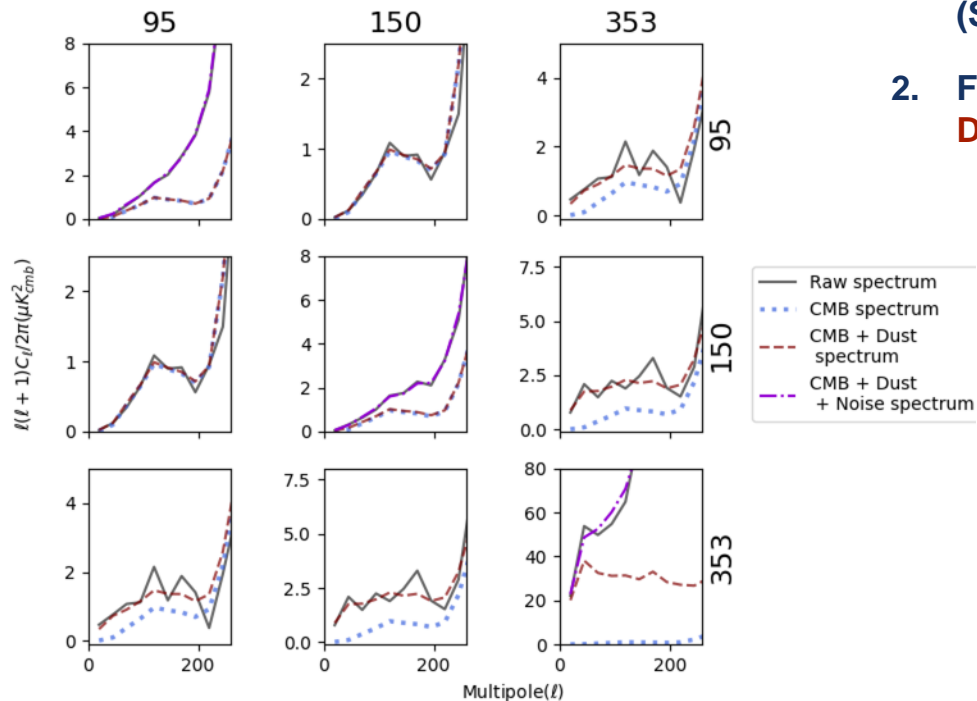 95 150 353
(S
2. F
D
8
6
4
2
0
2
1
0
4
2
0
95
2
1
0
8
6
4
2
0
7.5
5.0
2.5
0.0
150
ℓ(ℓ + 1)Cℓ/2π(μK²cmb)
Raw spectrum
CMB spectrum
CMB + Dust
spectrum
CMB + Dust
+ Noise spectrum
4
2
0
7.5
5.0
2.5
0.0
80
60
40
20
0
353
0 200 0 200 0 200
Multipole(ℓ)